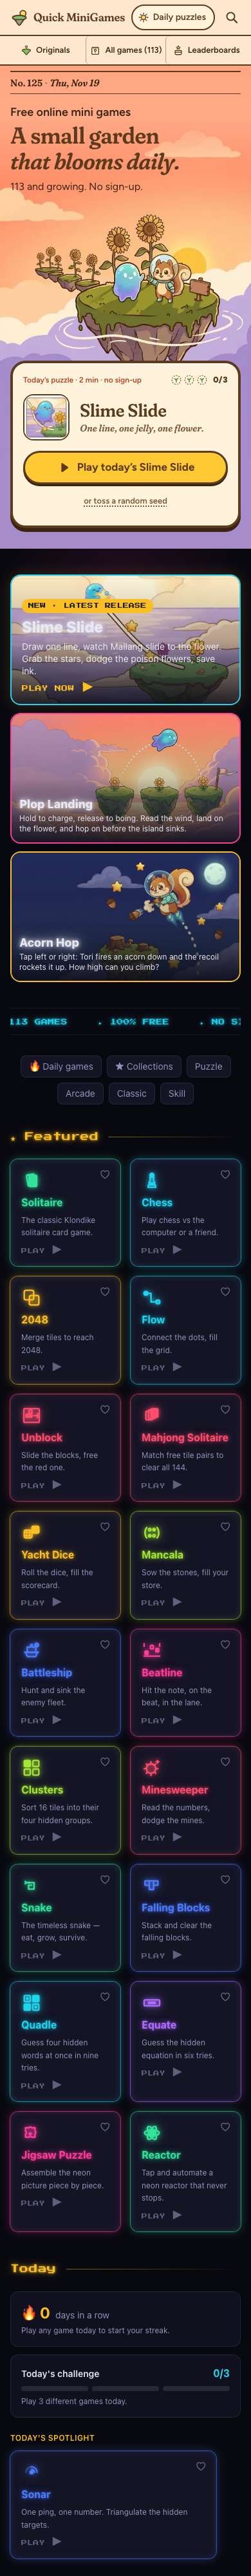 Quick MiniGames
Daily puzzles
Originals
All games (113)
Leaderboards
No. 125 · Thu, Nov 19
Free online mini games
A small garden
that blooms daily.
113 and growing. No sign-up.
Today's puzzle · 2 min · no sign-up
0/3
Slime Slide
One line, one jelly, one flower.
Play today's Slime Slide
or toss a random seed
NEW · LATEST RELEASE
Slime Slide
Draw one line, watch Mallang slide to the flower.
Grab the stars, dodge the poison flowers, save
ink.
PLAY NOW
Plop Landing
Hold to charge, release to boing. Read the wind, land on
the flower, and hop on before the island sinks.
Acorn Hop
Tap left or right: Tori fires an acorn down and the recoil
rockets it up. How high can you climb?
113 GAMES
· 100% FREE
Daily games
Collections
Puzzle
Arcade
Classic
Skill
Featured
Solitaire
The classic Klondike
solitaire card game.
PLAY
Chess
Play chess vs the
computer or a friend.
PLAY
2048
Merge tiles to reach
2048.
PLAY
Flow
Connect the dots, fill
the grid.
PLAY
Unblock
Slide the blocks, free
the red one.
PLAY
Mahjong Solitaire
Match free tile pairs to
clear all 144.
PLAY
Yacht Dice
Roll the dice, fill the
scorecard.
PLAY
Mancala
Sow the stones, fill your
store.
PLAY
Battleship
Hunt and sink the
enemy fleet.
PLAY
Beatline
Hit the note, on the
beat, in the lane.
PLAY
Clusters
Sort 16 tiles into their
four hidden groups.
PLAY
Minesweeper
Read the numbers,
dodge the mines.
PLAY
Snake
The timeless snake —
eat, grow, survive.
PLAY
Falling Blocks
Stack and clear the
falling blocks.
PLAY
Quadle
Guess four hidden
words at once in nine
tries.
PLAY
Equate
Guess the hidden
equation in six tries.
PLAY
Jigsaw Puzzle
Assemble the neon
picture piece by piece.
PLAY
Reactor
Tap and automate a
neon reactor that never
stops.
PLAY
Today
0 days in a row
Play any game today to start your streak.
Today's challenge
0/3
Play 3 different games today.
TODAY'S SPOTLIGHT
Sonar
One ping, one number. Triangulate the hidden
targets.
PLAY